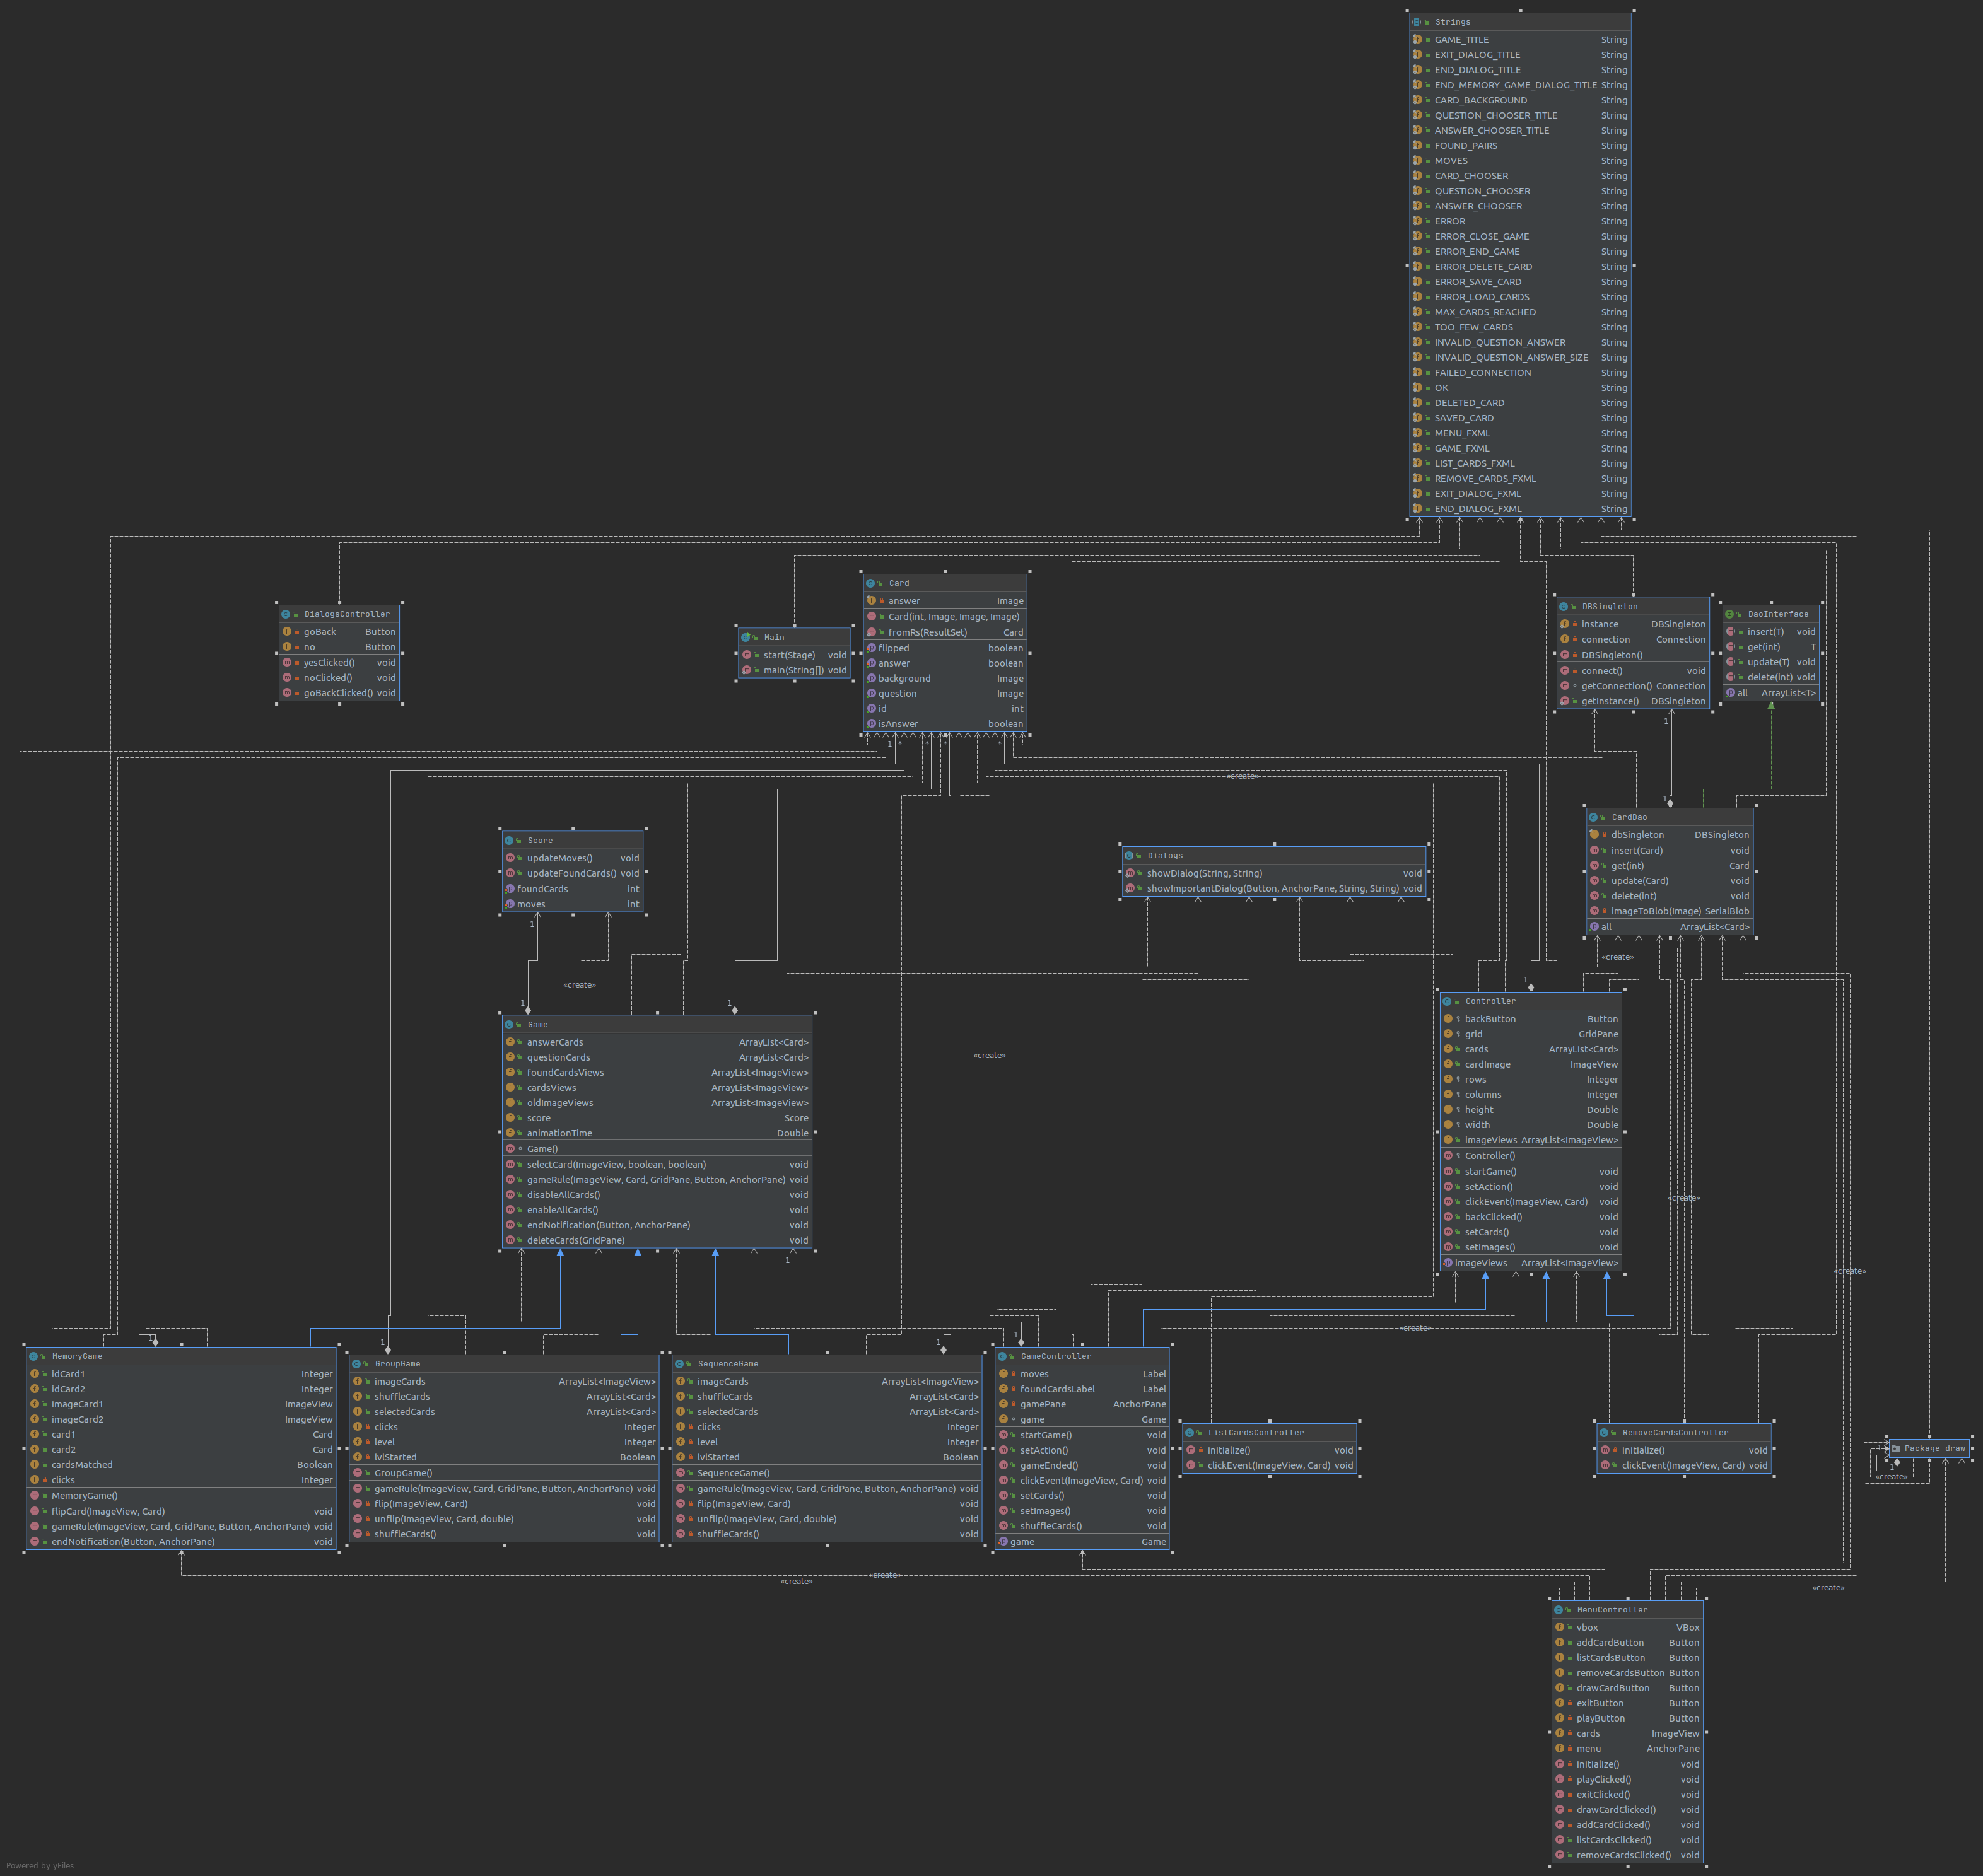 Strings
GAME_TITLE String
EXIT_DIALOG_TITLE String
END_DIALOG_TITLE String
END_MEMORY_GAME_DIALOG_TITLE String
CARD_BACKGROUND String
QUESTION_CHOOSER_TITLE String
ANSWER_CHOOSER_TITLE String
FOUND_PAIRS String
MOVES String
CARD_CHOOSER String
QUESTION_CHOOSER String
ANSWER_CHOOSER String
ERROR String
ERROR_CLOSE_GAME String
ERROR_END_GAME String
ERROR_DELETE_CARD String
ERROR_SAVE_CARD String
ERROR_LOAD_CARDS String
MAX_CARDS_REACHED String
TOO_FEW_CARDS String
INVALID_QUESTION_ANSWER String
INVALID_QUESTION_ANSWER_SIZE String
FAILED_CONNECTION String
OK String
DELETED_CARD String
SAVED_CARD String
MENU_FXML String
GAME_FXML String
LIST_CARDS_FXML String
REMOVE_CARDS_FXML String
EXIT_DIALOG_FXML String
END_DIALOG_FXML String
DialogsController
goBack Button
no Button
yesClicked() void
noClicked() void
goBackClicked() void
Main
start(Stage) void
main(String[]) void
Card
answer Image
Card(int, Image, Image, Image)
fromRs(ResultSet) Card
flipped boolean
answer boolean
background Image
question Image
id int
isAnswer boolean
DBSingleton
instance DBSingleton
connection Connection
DBSingleton()
connect() void
getConnection() Connection
getInstance() DBSingleton
DaoInterface
insert(T) void
get(int) T
update(T) void
delete(int) void
all ArrayList<T>
1 * * *
1
«create»
1
Score
updateMoves() void
updateFoundCards() void
foundCards int
moves int
1
Dialogs
showDialog(String, String) void
showImportantDialog(Button, AnchorPane, String, String) void
CardDao
dbSingleton DBSingleton
insert(Card) void
get(int) Card
update(Card) void
delete(int) void
imageToBlob(Image) SerialBlob
all ArrayList<Card>
«create»
«create»
1 1 1
Game
answerCards ArrayList<Card>
questionCards ArrayList<Card>
foundCardsViews ArrayList<ImageView>
cardsViews ArrayList<ImageView>
oldImageViews ArrayList<ImageView>
score Score
animationTime Double
Game()
selectCard(ImageView, boolean, boolean) void
gameRule(ImageView, Card, GridPane, Button, AnchorPane) void
disableAllCards() void
enableAllCards() void
endNotification(Button, AnchorPane) void
deleteCards(GridPane) void
1
«create»
Controller
backButton Button
grid GridPane
cards ArrayList<Card>
cardImage ImageView
rows Integer
columns Integer
height Double
width Double
imageViews ArrayList<ImageView>
Controller()
startGame() void
setAction() void
clickEvent(ImageView, Card) void
backClicked() void
setCards() void
setImages() void
imageViews ArrayList<ImageView>
«create»
«create»
«create»
1 1 1 1
MemoryGame
idCard1 Integer
idCard2 Integer
imageCard1 ImageView
imageCard2 ImageView
card1 Card
card2 Card
cardsMatched Boolean
clicks Integer
MemoryGame()
flipCard(ImageView, Card) void
gameRule(ImageView, Card, GridPane, Button, AnchorPane) void
endNotification(Button, AnchorPane) void
GroupGame
imageCards ArrayList<ImageView>
shuffleCards ArrayList<Card>
selectedCards ArrayList<Card>
clicks Integer
level Integer
lvlStarted Boolean
GroupGame()
gameRule(ImageView, Card, GridPane, Button, AnchorPane) void
flip(ImageView, Card) void
unflip(ImageView, Card, double) void
shuffleCards() void
SequenceGame
imageCards ArrayList<ImageView>
shuffleCards ArrayList<Card>
selectedCards ArrayList<Card>
clicks Integer
level Integer
lvlStarted Boolean
SequenceGame()
gameRule(ImageView, Card, GridPane, Button, AnchorPane) void
flip(ImageView, Card) void
unflip(ImageView, Card, double) void
shuffleCards() void
GameController
moves Label
foundCardsLabel Label
gamePane AnchorPane
game Game
startGame() void
setAction() void
gameEnded() void
clickEvent(ImageView, Card) void
setCards() void
setImages() void
shuffleCards() void
game Game
ListCardsController
initialize() void
clickEvent(ImageView, Card) void
RemoveCardsController
initialize() void
clickEvent(ImageView, Card) void
Package draw
1
1
«create»
«create»
«create»
«create»
MenuController
vbox VBox
addCardButton Button
listCardsButton Button
removeCardsButton Button
drawCardButton Button
exitButton Button
playButton Button
cards ImageView
menu AnchorPane
initialize() void
playClicked() void
exitClicked() void
drawCardClicked() void
addCardClicked() void
listCardsClicked() void
removeCardsClicked() void
Powered by yFiles